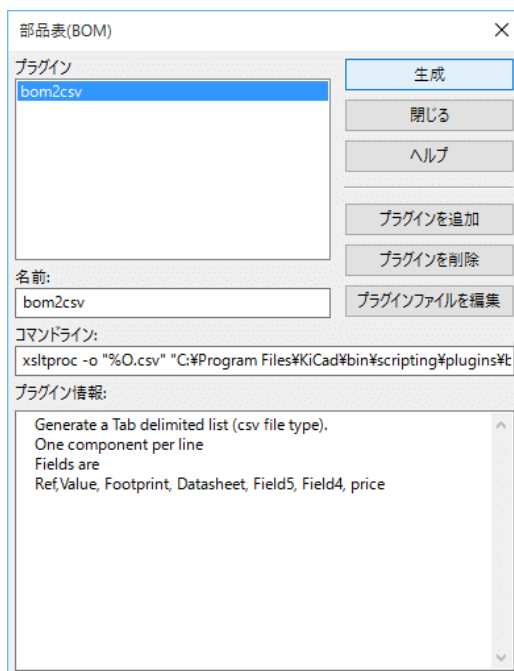 部品表(BOM)
プラグイン
bom2csv
生成
閉じる
ヘルプ
プラグインを追加
プラグインを削除
プラグインファイルを編集
名前:
bom2csv
コマンドライン:
xsltproc -o "%O.csv" "C:¥Program Files¥KiCad¥bin¥scripting¥plugins¥b
プラグイン情報:
Generate a Tab delimited list (csv file type).
One component per line
Fields are
Ref,Value, Footprint, Datasheet, Field5, Field4, price